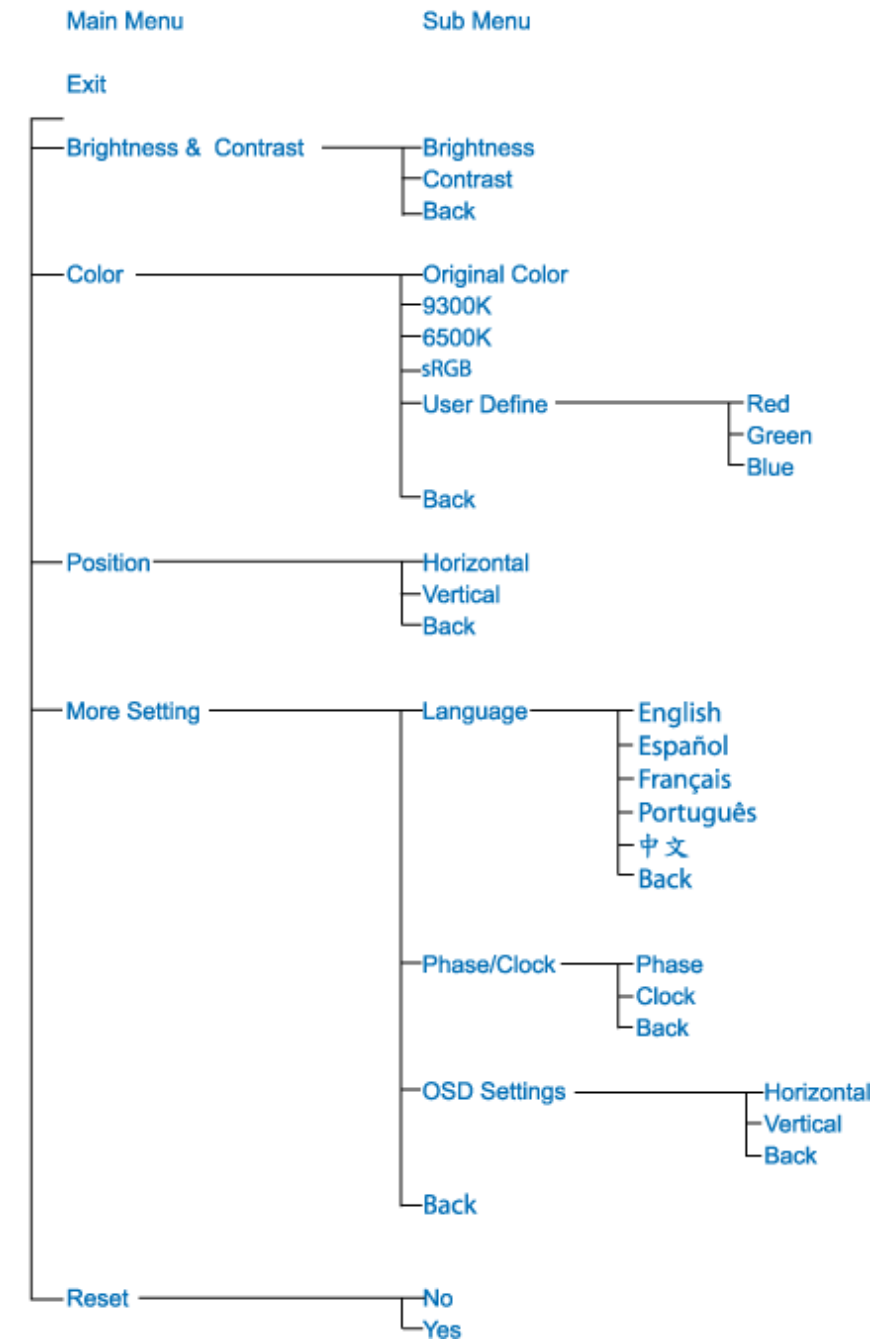 Main Menu Sub Menu
Exit
Brightness & Contrast Brightness
Contrast
Back
Color Original Color
9300K
6500K
sRGB
User Define Red
Green
Blue
Back
Position Horizontal
Vertical
Back
More Setting Language English
Español
Français
Português
中文
Back
Phase/Clock Phase
Clock
Back
OSD Settings Horizontal
Vertical
Back
Back
Reset No
Yes